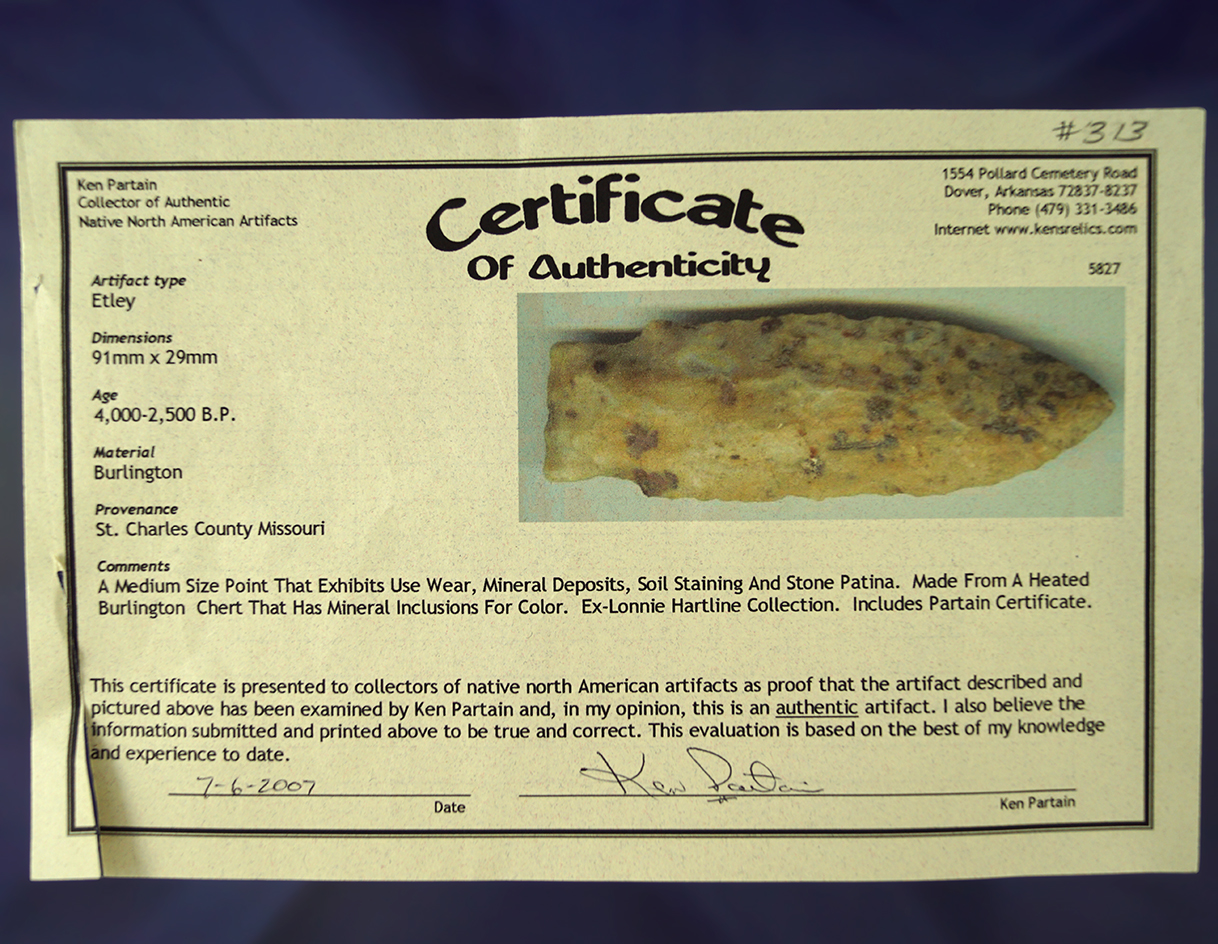 #313
Ken Partain
Collector of Authentic
Native North American Artifacts
Certificate
Of Authenticity
1554 Pollard Cemetery Road
Dover, Arkansas 72837-8237
Phone (479) 331-3486
Internet www.kensrelics.com
5827
Artifact type
Etley
Dimensions
91mm x 29mm
Age
4,000-2,500 B.P.
Material
Burlington
Provenance
St. Charles County Missouri
Comments
A Medium Size Point That Exhibits Use Wear, Mineral Deposits, Soil Staining And Stone Patina. Made From A Heated
Burlington Chert That Has Mineral Inclusions For Color. Ex-Lonnie Hartline Collection. Includes Partain Certificate.
This certificate is presented to collectors of native north American artifacts as proof that the artifact described and
pictured above has been examined by Ken Partain and, in my opinion, this is an authentic artifact. I also believe the
information submitted and printed above to be true and correct. This evaluation is based on the best of my knowledge
and experience to date.
7-6-2007
Ken Partain
Date
Ken Partain